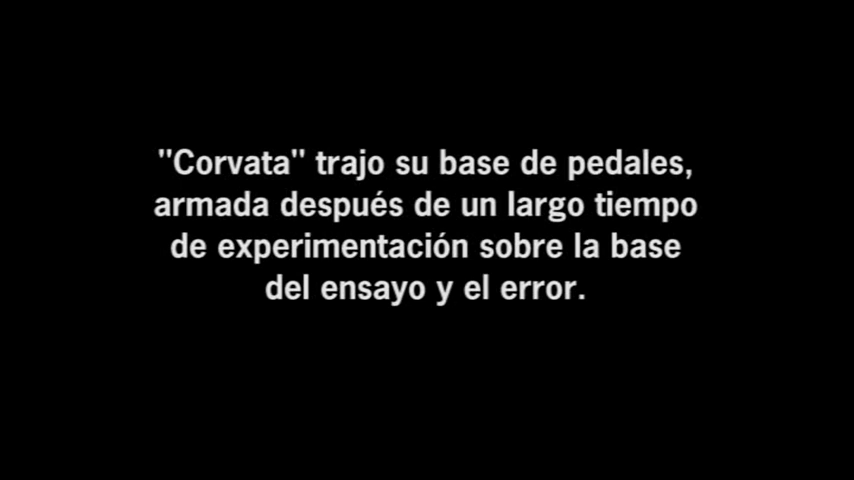 "Corvata" trajo su base de pedales,
armada después de un largo tiempo
de experimentación sobre la base
del ensayo y el error.